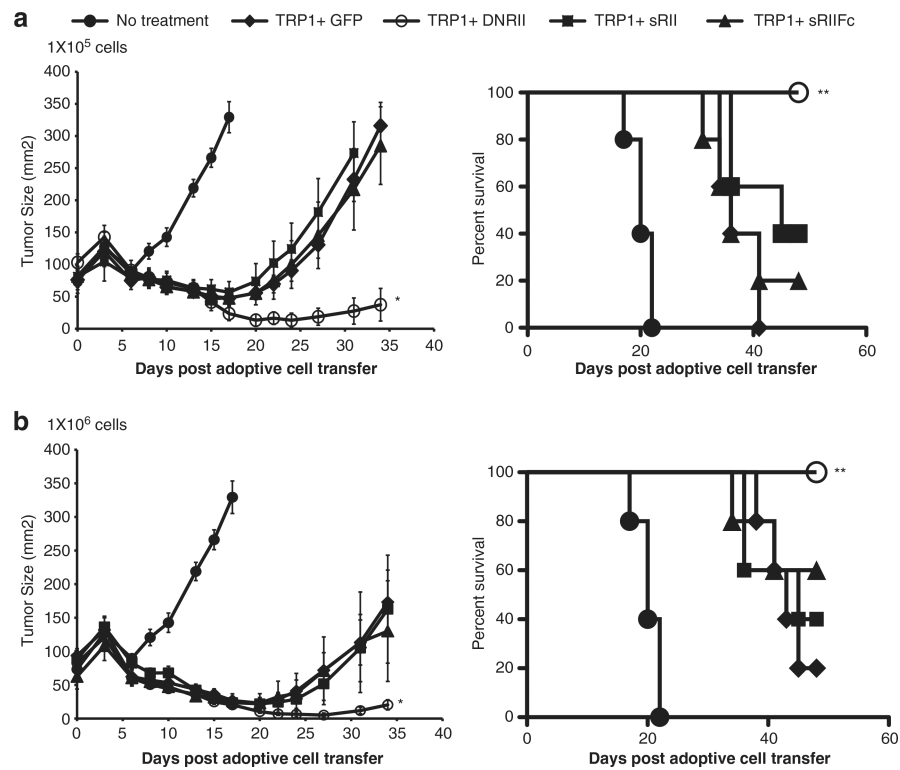 a
No treatment TRP1+ GFP TRP1+ DNRII TRP1+ sRII TRP1+ sRIIFc
1X10⁵ cells
400
350
300
250
200
150
100
50
0
Tumor Size (mm2)
0 5 10 15 20 25 30 35 40
Days post adoptive cell transfer
*
100
80
60
40
20
0
Percent survival
0 20 40 60
Days post adoptive cell transfer
**
b
1X10⁶ cells
400
350
300
250
200
150
100
50
0
Tumor Size (mm2)
0 5 10 15 20 25 30 35 40
Days post adoptive cell transfer
*
100
80
60
40
20
0
Percent survival
0 20 40 60
Days post adoptive cell transfer
**